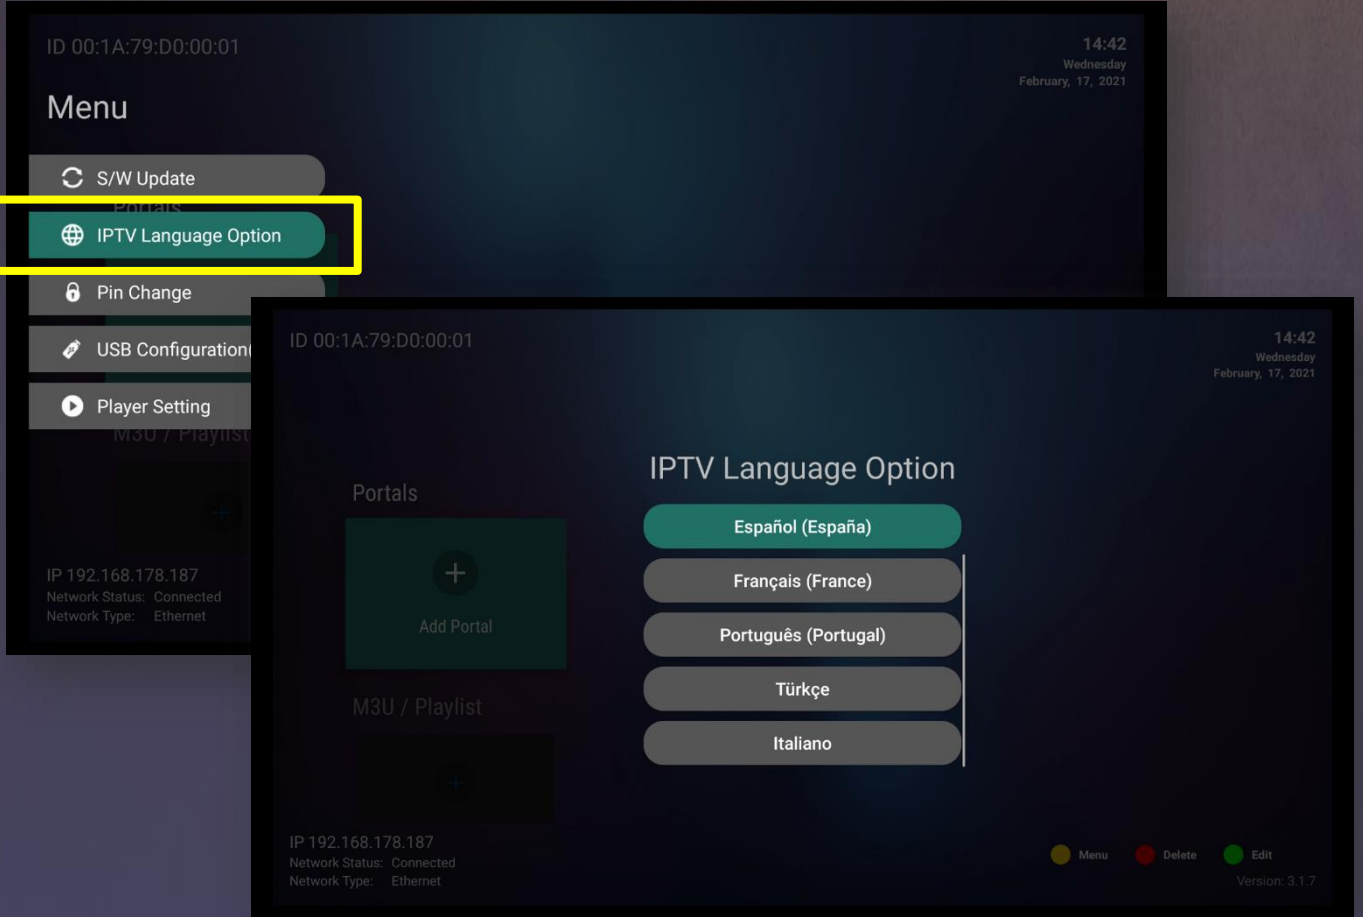 ID 00:1A:79:D0:00:01
14:42
Wednesday
February, 17, 2021
Menu
S/W Update
Portals
IPTV Language Option
Pin Change
USB Configuration(
Player Setting
M3U / Playlist
IP 192.168.178.187
Network Status: Connected
Network Type: Ethernet
ID 00:1A:79:D0:00:01
14:42
Wednesday
February, 17, 2021
IPTV Language Option
Portals
Español (España)
Français (France)
Português (Portugal)
Add Portal
Türkçe
M3U / Playlist
Italiano
IP 192.168.178.187
Network Status: Connected
Network Type: Ethernet
Menu Delete Edit
Version: 3.1.7